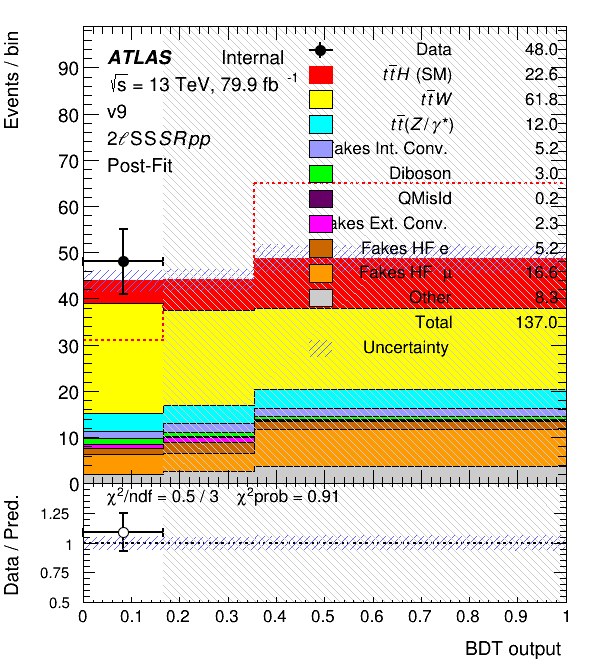 Events / bin
ATLAS Internal
√s = 13 TeV, 79.9 fb⁻¹
v9
2ℓSSSRpp
Post-Fit
Data 48.0
tt̄H (SM) 22.6
tt̄W 61.8
tt̄(Z/γ*) 12.0
akes Int. Conv. 5.2
Diboson 3.0
QMisId 0.2
akes Ext. Conv. 2.3
Fakes HF e 5.2
Fakes HF μ 16.6
Other 8.3
Total 137.0
Uncertainty
90
80
70
60
50
40
30
20
10
0
χ²/ndf = 0.5 / 3 χ²prob = 0.91
Data / Pred.
1.25
1
0.75
0.5
0 0.1 0.2 0.3 0.4 0.5 0.6 0.7 0.8 0.9 1
BDT output